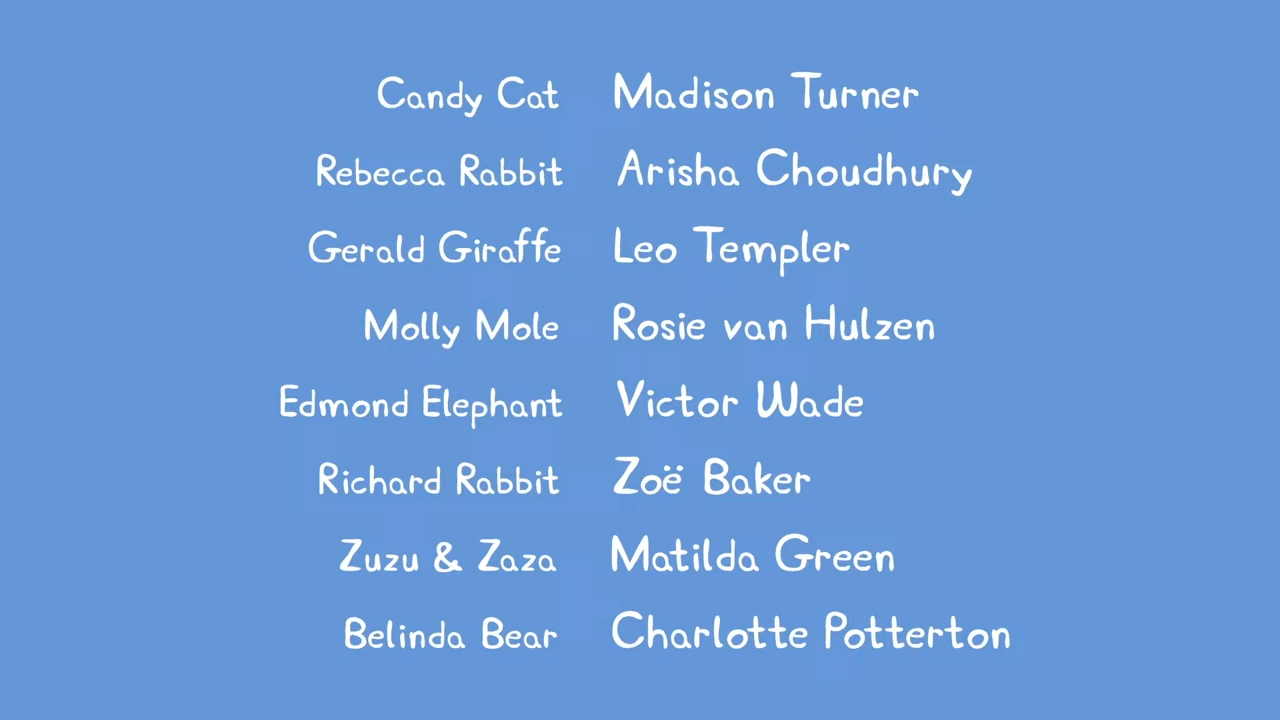 Candy Cat Madison Turner
Rebecca Rabbit Arisha Choudhury
Gerald Giraffe Leo Templer
Molly Mole Rosie van Hulzen
Edmond Elephant Victor Wade
Richard Rabbit Zoë Baker
Zuzu & Zaza Matilda Green
Belinda Bear Charlotte Potterton